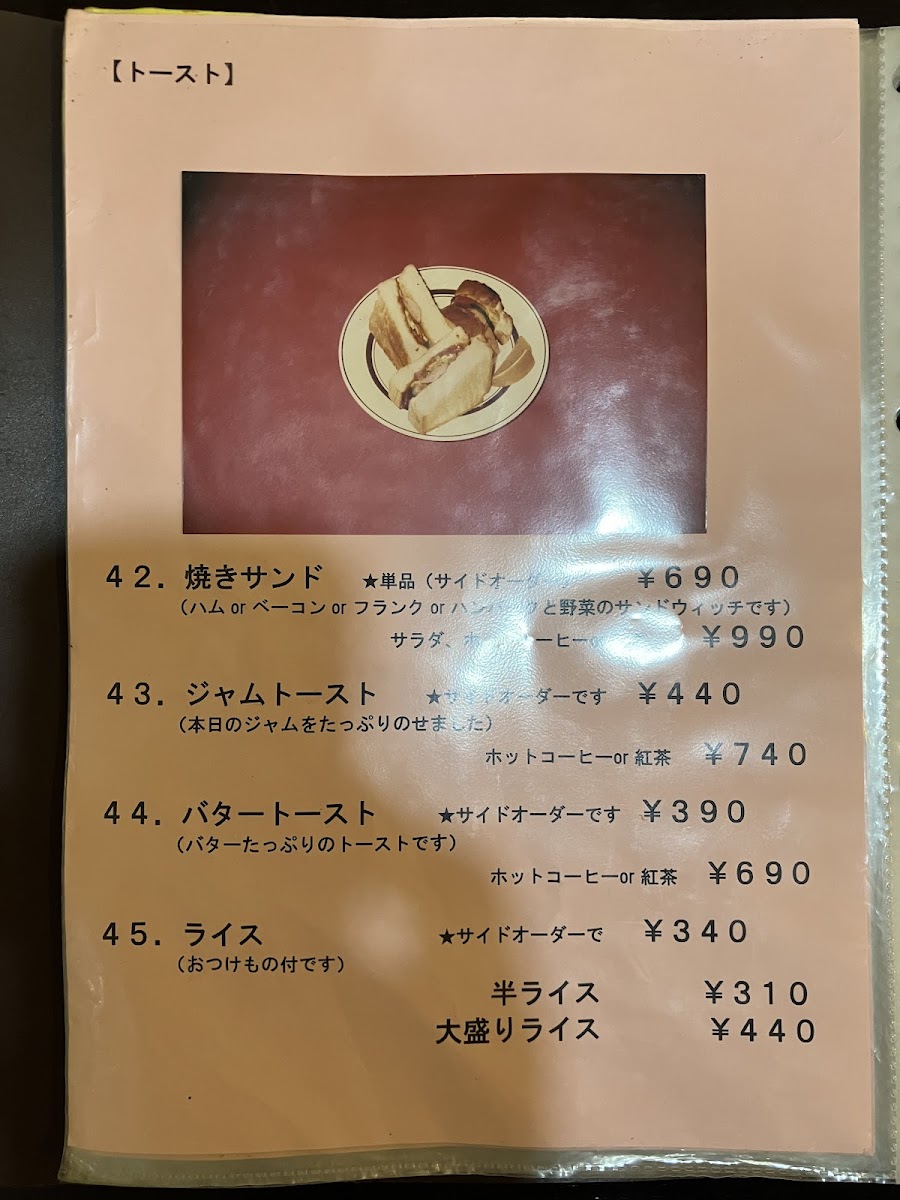 【トースト】
４２．焼きサンド ★単品（サイドオーダー ￥６９０
（ハム or ベーコン or フランク or ハンバーグと野菜のサンドウィッチです）
サラダ、ホットコーヒーor ￥９９０
４３．ジャムトースト ★サイドオーダーです ￥４４０
（本日のジャムをたっぷりのせました）
ホットコーヒーor 紅茶 ￥７４０
４４．バタートースト ★サイドオーダーです ￥３９０
（バターたっぷりのトーストです）
ホットコーヒーor 紅茶 ￥６９０
４５．ライス ★サイドオーダーで ￥３４０
（おつけもの付です）
半ライス ￥３１０
大盛りライス ￥４４０